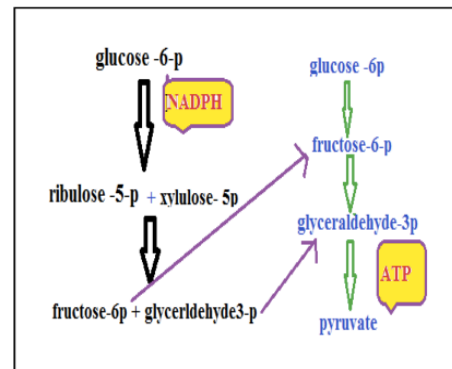 glucose -6-p
NADPH
ribulose -5-p + xylulose- 5p
fructose-6p + glycerldehyde3-p
glucose -6p
fructose-6-p
glyceraldehyde-3p
ATP
pyruvate